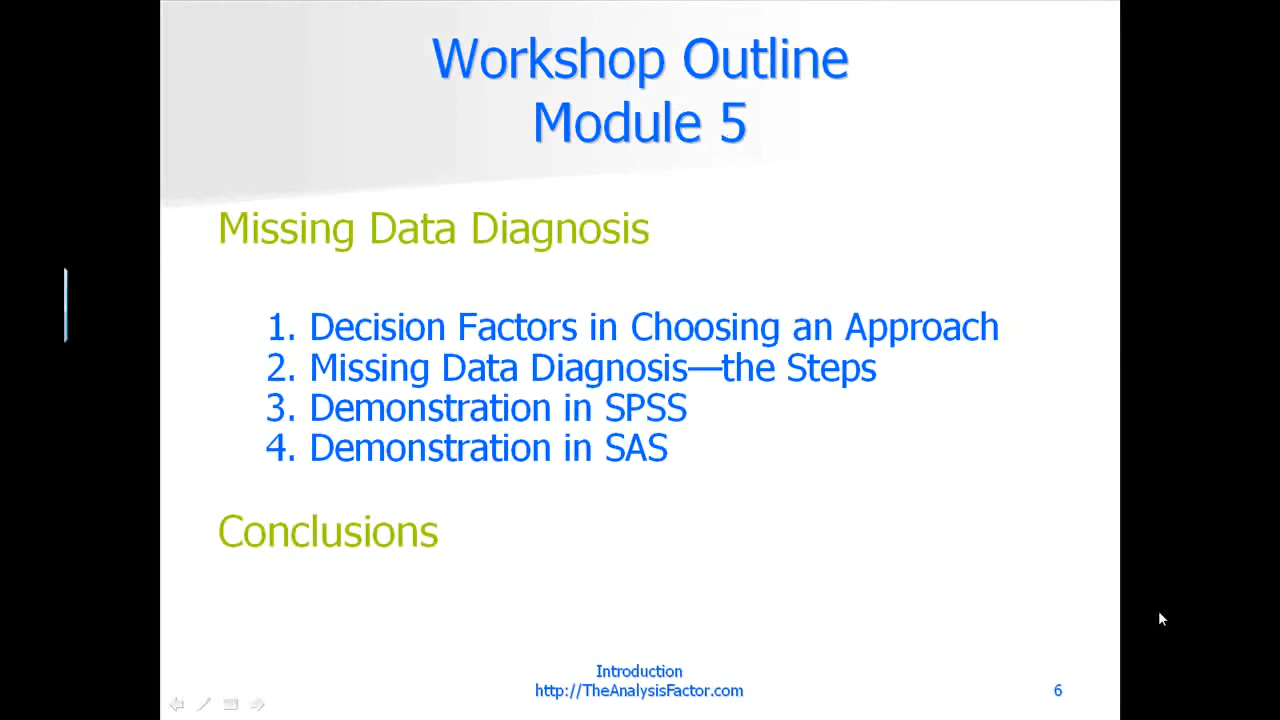 Workshop Outline
Module 5
Missing Data Diagnosis
1. Decision Factors in Choosing an Approach
2. Missing Data Diagnosis—the Steps
3. Demonstration in SPSS
4. Demonstration in SAS
Conclusions
Introduction
http://TheAnalysisFactor.com
6